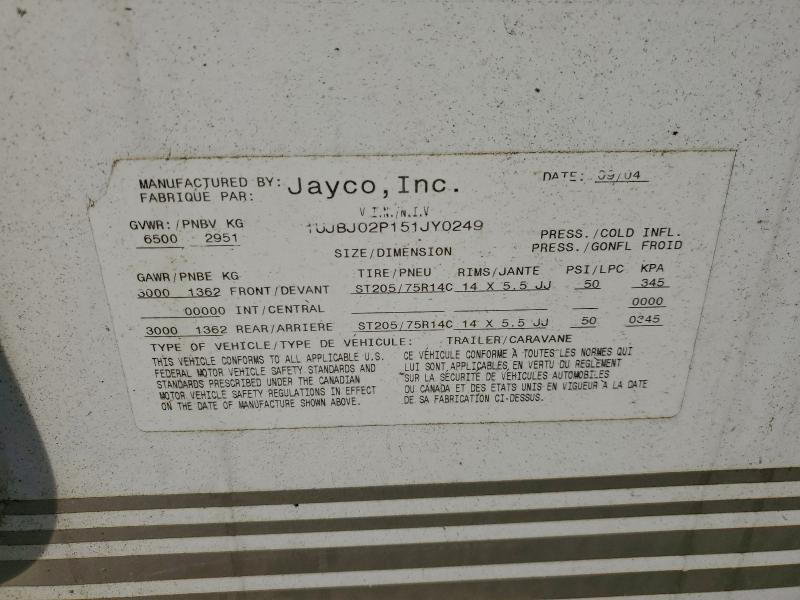 MANUFACTURED BY: Jayco, Inc. DATE: 09/04
FABRIQUE PAR:
V.I.N./N.I.V
GVWR:/PNBV KG 1UJBJ02P151JY0249 PRESS./COLD INFL.
6500 2951 PRESS./GONFL FROID
SIZE/DIMENSION
GAWR/PNBE KG TIRE/PNEU RIMS/JANTE PSI/LPC KPA
3000 1362 FRONT/DEVANT ST205/75R14C 14 X 5.5 JJ 50 345
00000 INT/CENTRAL 0000
3000 1362 REAR/ARRIERE ST205/75R14C 14 X 5.5 JJ 50 0345
TYPE OF VEHICLE/TYPE DE VEHICULE: TRAILER/CARAVANE
THIS VEHICLE CONFORMS TO ALL APPLICABLE U.S.
FEDERAL MOTOR VEHICLE SAFETY STANDARDS AND
STANDARDS PRESCRIBED UNDER THE CANADIAN
MOTOR VEHICLE SAFETY REGULATIONS IN EFFECT
ON THE DATE OF MANUFACTURE SHOWN ABOVE.
CE VÉHICULE CONFORME À TOUTES LES NORMES QUI
LUI SONT APPLICABLES EN VERTU DU REGLEMENT
SUR LA SÉCURITÉ DE VÉHICULES AUTOMOBILES
DU CANADA ET DES ÉTATS UNIS EN VIGUEUR À LA DATE
DE SA FABRICATION CI-DESSUS.